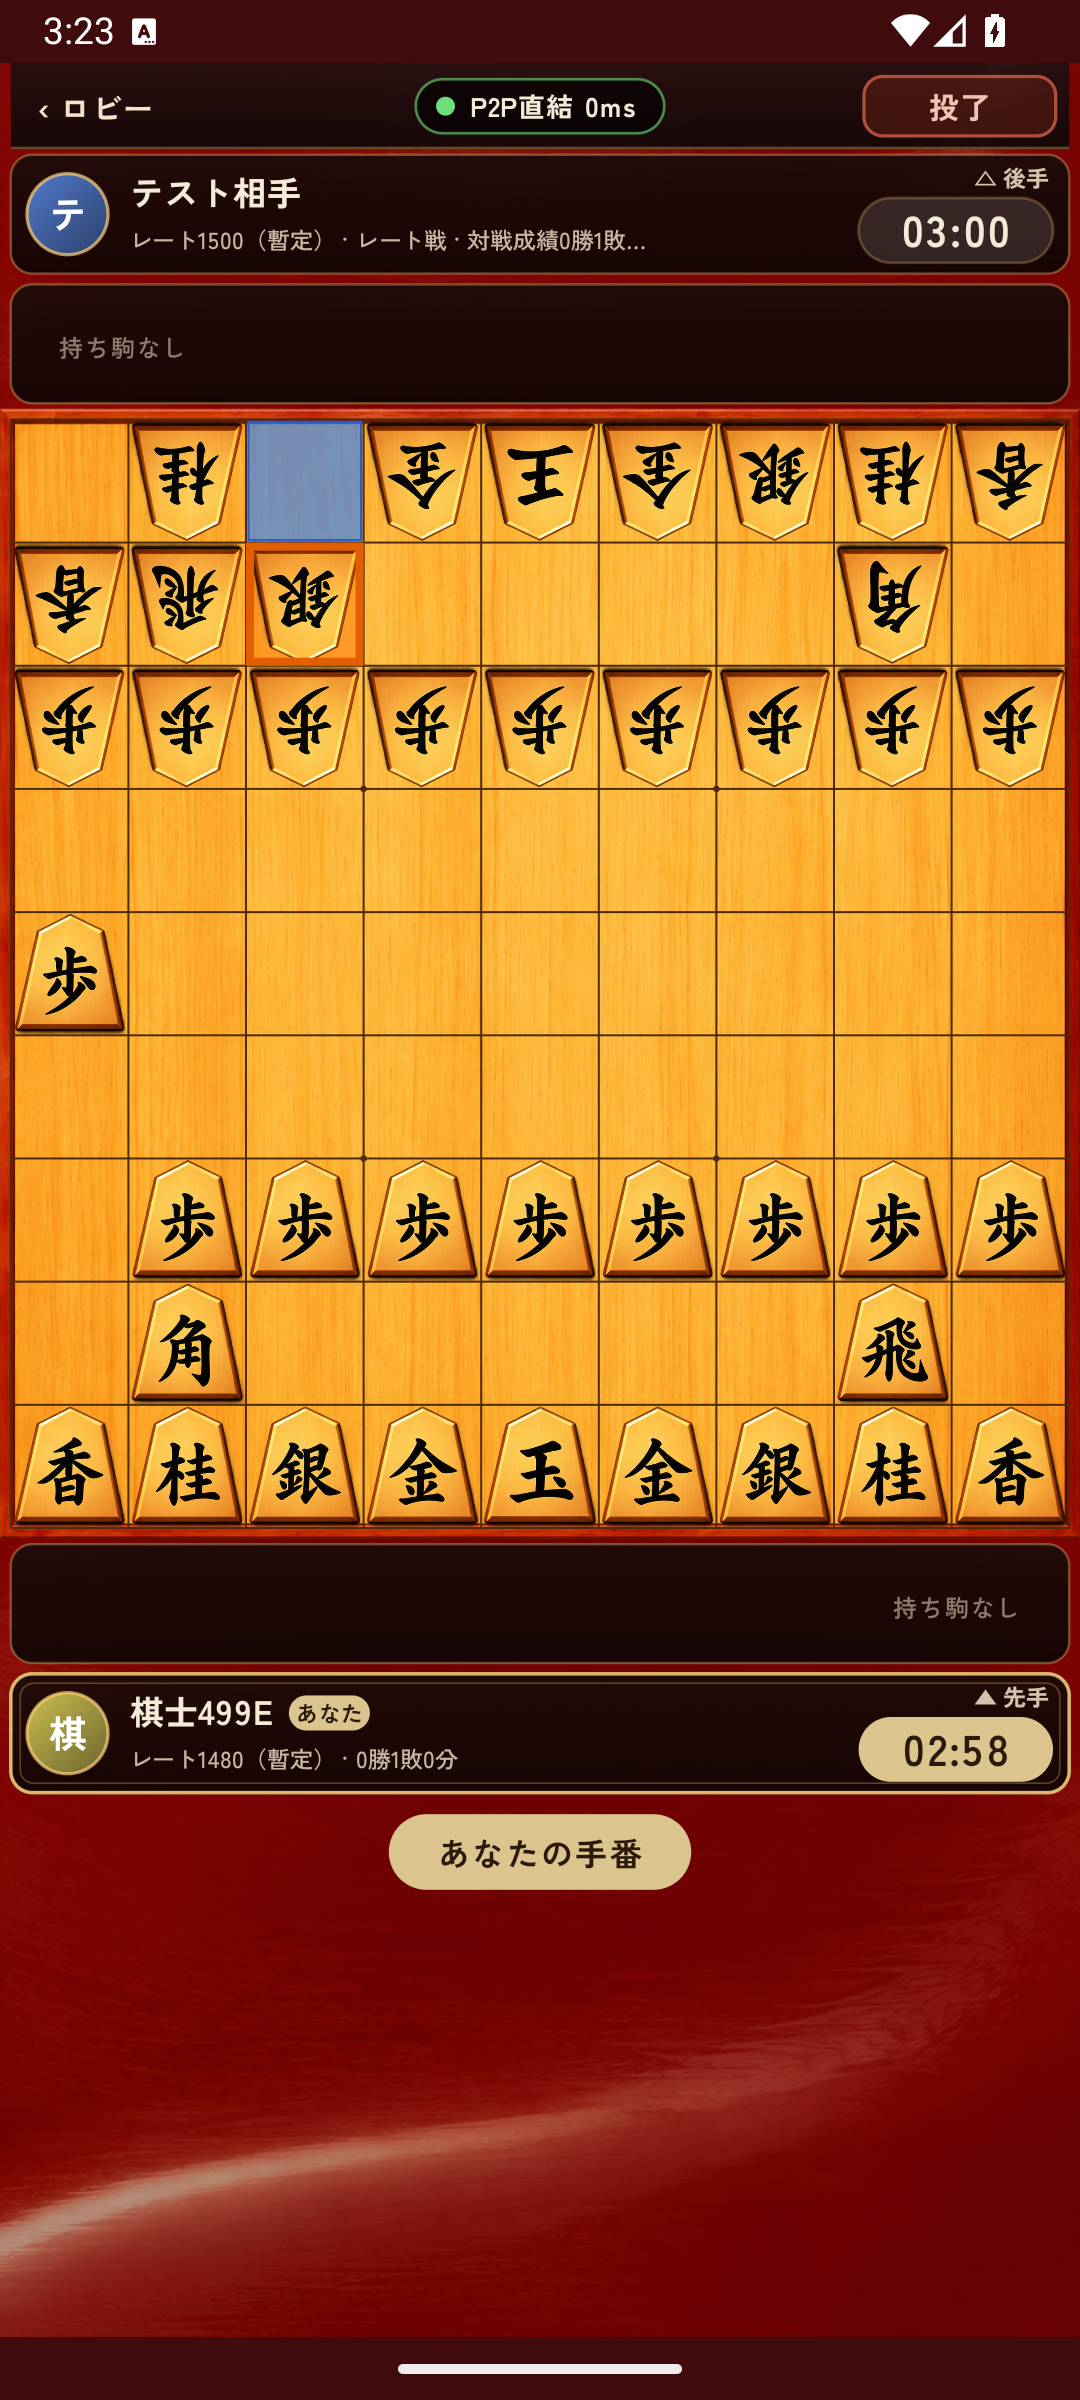 3:23 A
‹ ロビー
P2P直結 0ms
投了
テ
テスト相手
レート1500（暫定）· レート戦 · 対戦成績0勝1敗…
△ 後手
03:00
持ち駒なし
桂 金 王 金 銀 桂 香
香 飛 銀 角
歩 歩 歩 歩 歩 歩 歩 歩 歩
歩
歩 歩 歩 歩 歩 歩 歩 歩
角 飛
香 桂 銀 金 玉 金 銀 桂 香
持ち駒なし
棋
棋士499E あなた
レート1480（暫定）· 0勝1敗0分
▲ 先手
02:58
あなたの手番